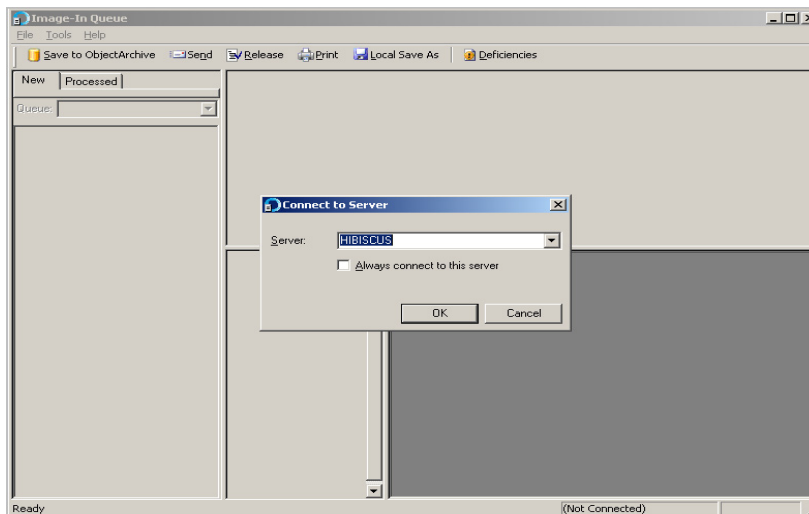 Image-In Queue
File Tools Help
Save to ObjectArchive Send Release Print Local Save As Deficiencies
New Processed
Queue:
Connect to Server
Server: HIBISCUS
Always connect to this server
OK Cancel
Ready (Not Connected)